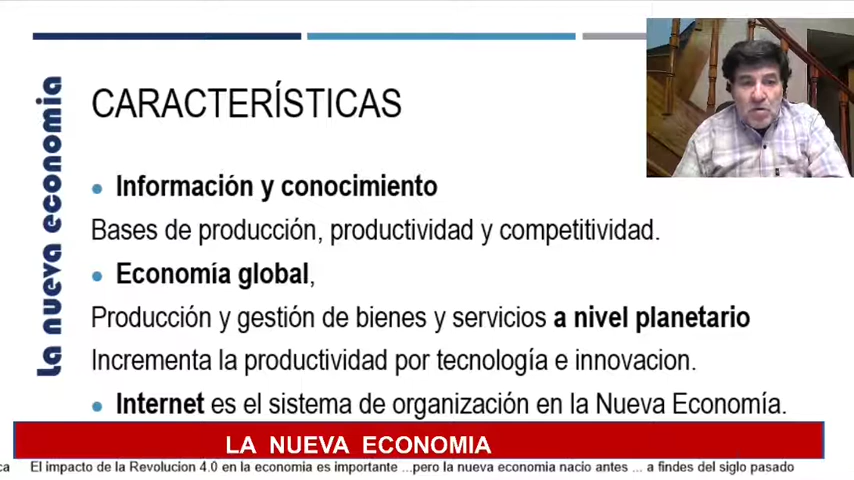 La nueva economia
CARACTERÍSTICAS
Información y conocimiento
Bases de producción, productividad y competitividad.
Economía global,
Producción y gestión de bienes y servicios a nivel planetario
Incrementa la productividad por tecnología e innovacion.
Internet es el sistema de organización en la Nueva Economía.
LA NUEVA ECONOMIA
ca El impacto de la Revolucion 4.0 en la economia es importante ...pero la nueva economia nacio antes ... a findes del siglo pasado